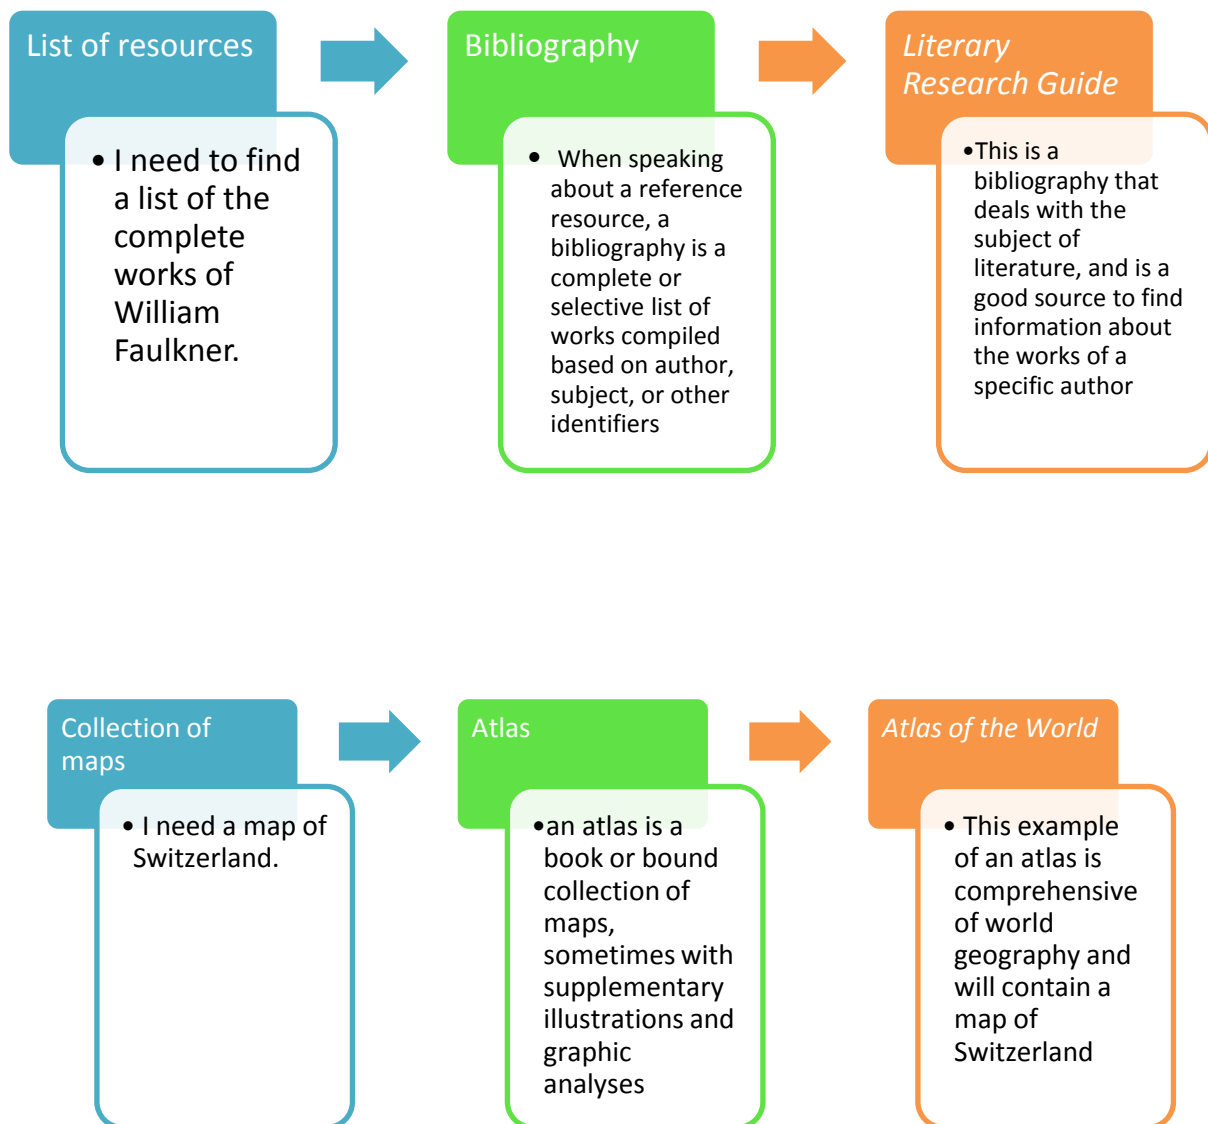 List of resources
• I need to find
a list of the
complete
works of
William
Faulkner.
Bibliography
• When speaking
about a reference
resource, a
bibliography is a
complete or
selective list of
works compiled
based on author,
subject, or other
identifiers
Literary
Research Guide
•This is a
bibliography that
deals with the
subject of
literature, and is a
good source to find
information about
the works of a
specific author
Collection of
maps
• I need a map of
Switzerland.
Atlas
•an atlas is a
book or bound
collection of
maps,
sometimes with
supplementary
illustrations and
graphic
analyses
Atlas of the World
• This example
of an atlas is
comprehensive
of world
geography and
will contain a
map of
Switzerland